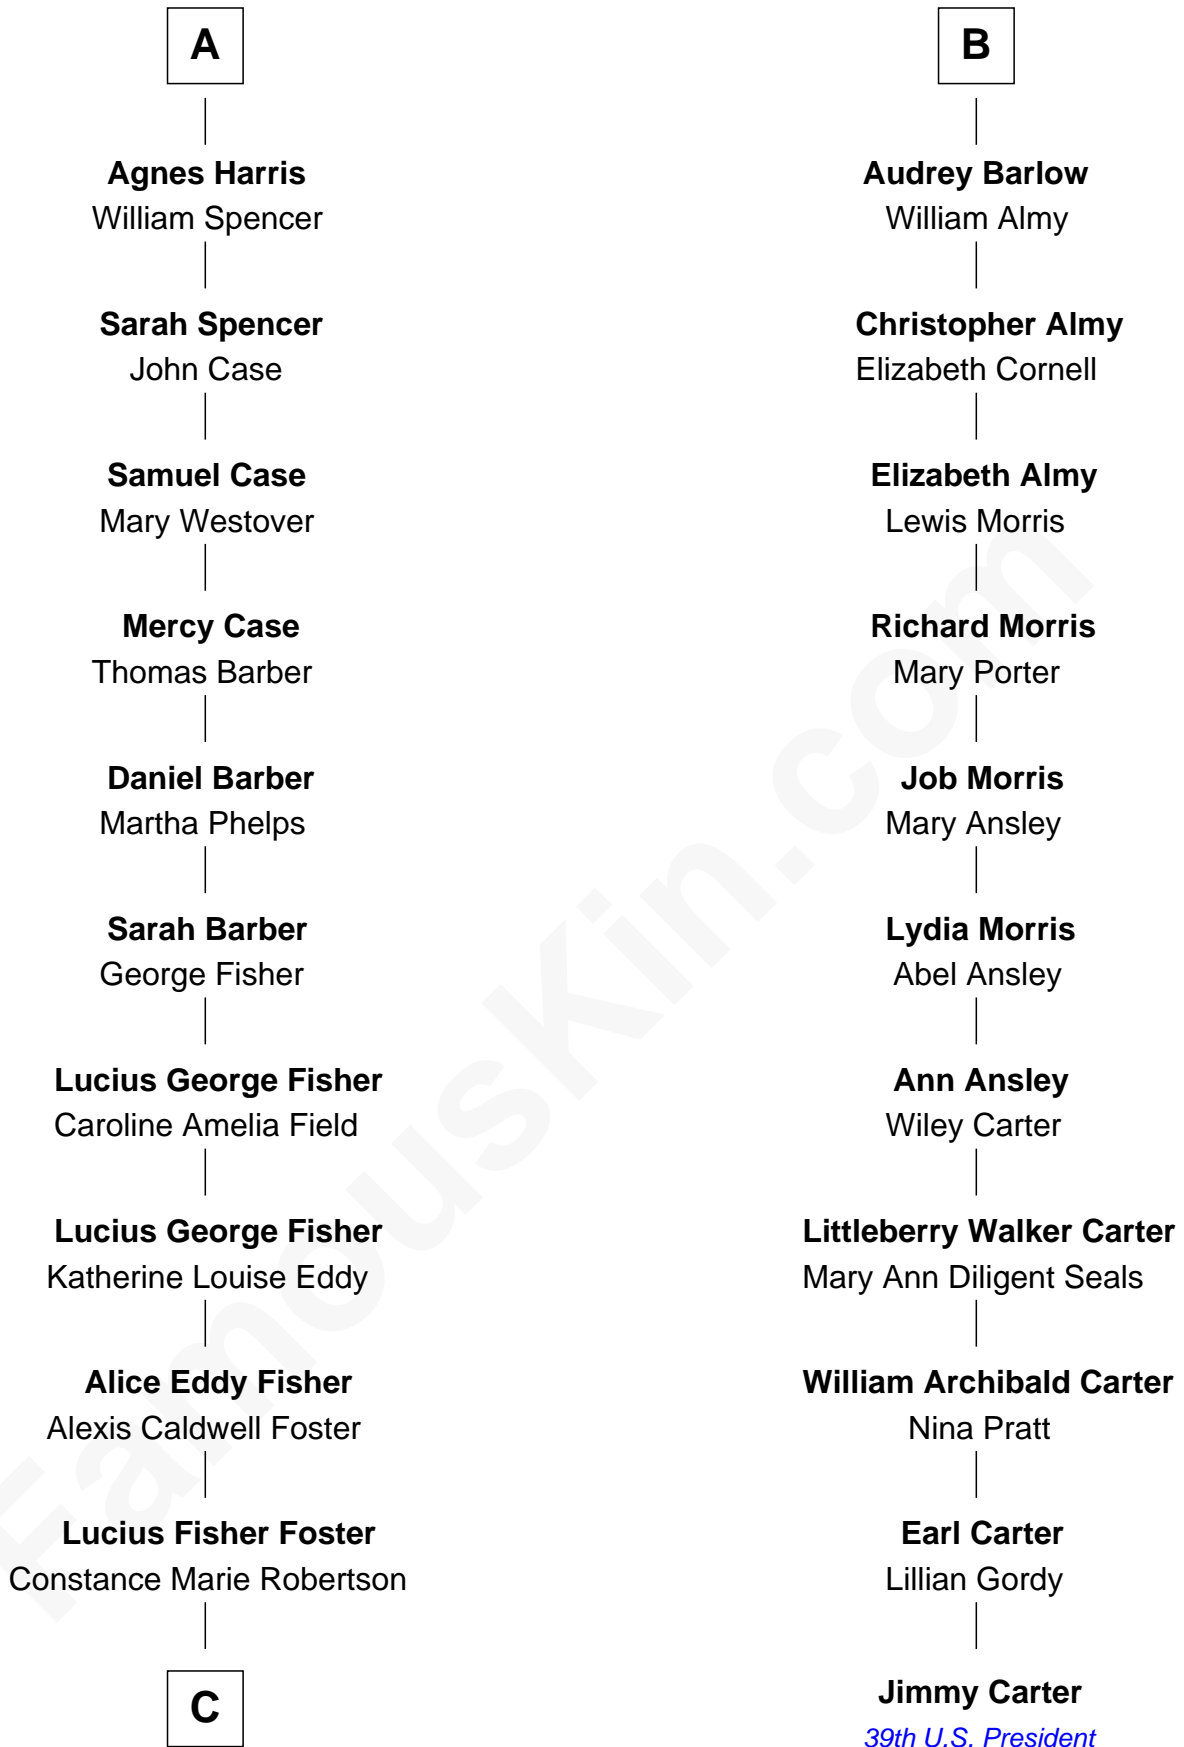 A
Agnes Harris
William Spencer
Sarah Spencer
John Case
Samuel Case
Mary Westover
Mercy Case
Thomas Barber
Daniel Barber
Martha Phelps
Sarah Barber
George Fisher
Lucius George Fisher
Caroline Amelia Field
Lucius George Fisher
Katherine Louise Eddy
Alice Eddy Fisher
Alexis Caldwell Foster
Lucius Fisher Foster
Constance Marie Robertson
C
B
Audrey Barlow
William Almy
Christopher Almy
Elizabeth Cornell
Elizabeth Almy
Lewis Morris
Richard Morris
Mary Porter
Job Morris
Mary Ansley
Lydia Morris
Abel Ansley
Ann Ansley
Wiley Carter
Littleberry Walker Carter
Mary Ann Diligent Seals
William Archibald Carter
Nina Pratt
Earl Carter
Lillian Gordy
Jimmy Carter
39th U.S. President
FamousKin.com